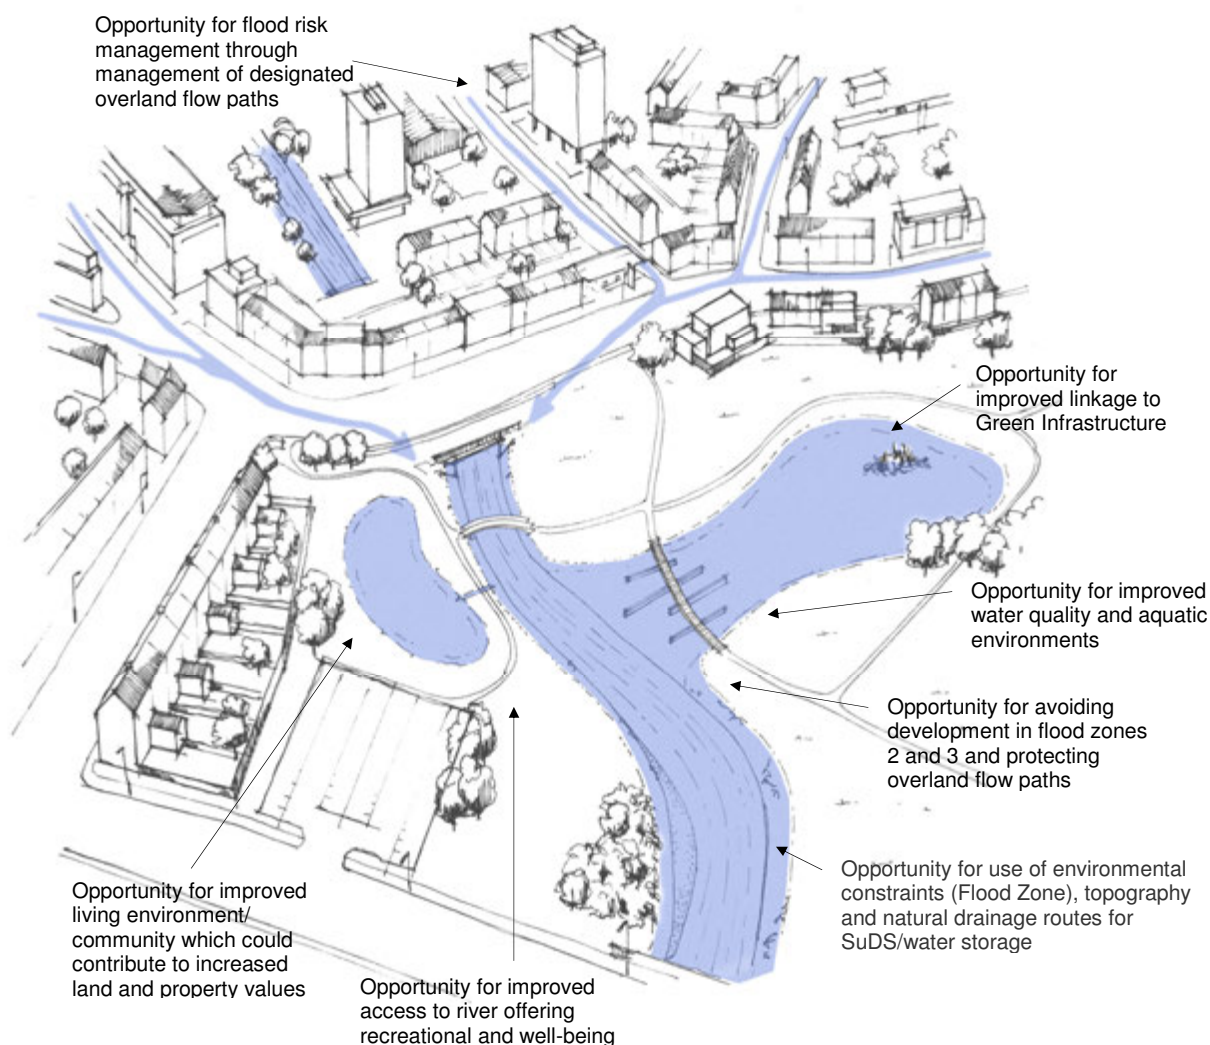 Opportunity for flood risk
management through
management of designated
overland flow paths
Opportunity for
improved linkage to
Green Infrastructure
Opportunity for improved
water quality and aquatic
environments
Opportunity for avoiding
development in flood zones
2 and 3 and protecting
overland flow paths
Opportunity for use of environmental
constraints (Flood Zone), topography
and natural drainage routes for
SuDS/water storage
Opportunity for improved
living environment/
community which could
contribute to increased
land and property values
Opportunity for improved
access to river offering
recreational and well-being